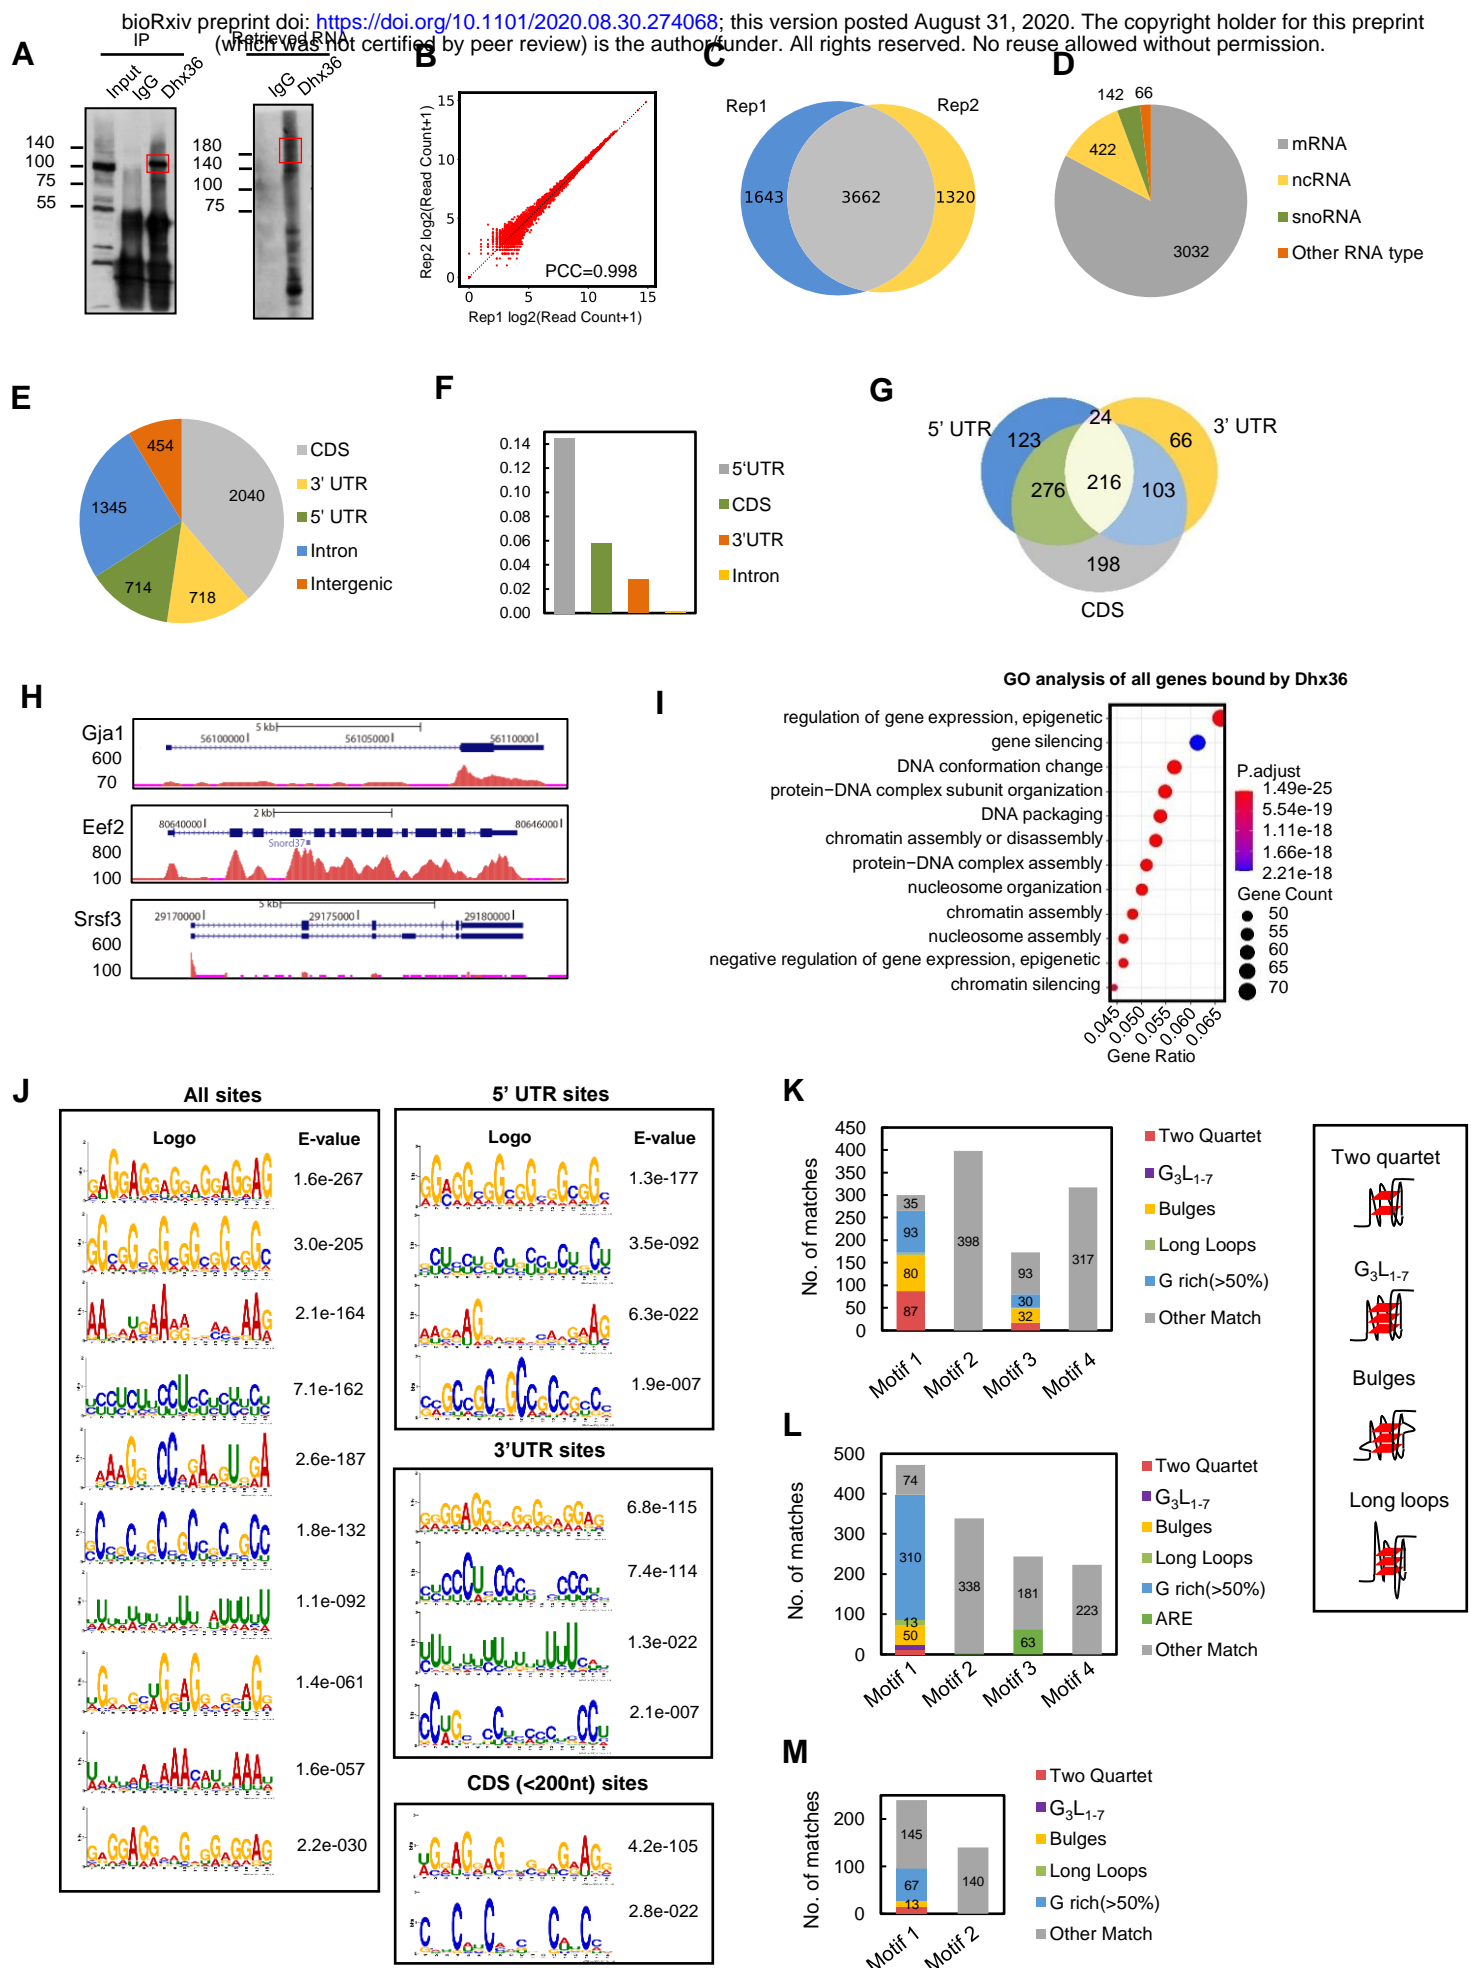 bioRxiv preprint doi: https://doi.org/10.1101/2020.08.30.274068; this version posted August 31, 2020. The copyright holder for this preprint
(which was not certified by peer review) is the author/funder. All rights reserved. No reuse allowed without permission.
A
IP
Retrieved RNA
Input
IgG
Dhx36
IgG
Dhx36
140
100
75
55
180
140
100
75
B
Rep2 log2(Read Count+1)
15
10
5
0
PCC=0.998
0 5 10 15
Rep1 log2(Read Count+1)
C
Rep1
Rep2
1643
3662
1320
D
142
66
422
3032
mRNA
ncRNA
snoRNA
Other RNA type
E
454
2040
1345
714
718
CDS
3' UTR
5' UTR
Intron
Intergenic
F
0.14
0.12
0.10
0.08
0.06
0.04
0.02
0.00
5‘UTR
CDS
3'UTR
Intron
G
5’ UTR
3’ UTR
24
123
66
276
216
103
198
CDS
H
Gja1
600
70
5 kb
56100000
56105000
56110000
Eef2
800
100
2 kb
80640000
80646000
Snord37
Srsf3
600
100
5 kb
29170000
29175000
29180000
I
GO analysis of all genes bound by Dhx36
regulation of gene expression, epigenetic
gene silencing
DNA conformation change
protein−DNA complex subunit organization
DNA packaging
chromatin assembly or disassembly
protein−DNA complex assembly
nucleosome organization
chromatin assembly
nucleosome assembly
negative regulation of gene expression, epigenetic
chromatin silencing
0.045
0.050
0.055
0.060
0.065
Gene Ratio
P.adjust
1.49e-25
5.54e-19
1.11e-18
1.66e-18
2.21e-18
Gene Count
50
55
60
65
70
J
All sites
Logo E-value
1.6e-267
3.0e-205
2.1e-164
7.1e-162
2.6e-187
1.8e-132
1.1e-092
1.4e-061
1.6e-057
2.2e-030
5’ UTR sites
Logo E-value
1.3e-177
3.5e-092
6.3e-022
1.9e-007
3’UTR sites
6.8e-115
7.4e-114
1.3e-022
2.1e-007
CDS (<200nt) sites
4.2e-105
2.8e-022
K
No. of matches
450
400
350
300
250
200
150
100
50
0
35
93
80
87
398
93
30
32
317
Motif 1
Motif 2
Motif 3
Motif 4
Two Quartet
G3L1-7
Bulges
Long Loops
G rich(>50%)
Other Match
Two quartet
G3L1-7
Bulges
Long loops
L
No. of matches
500
400
300
200
100
0
74
310
13
50
338
181
63
223
Motif 1
Motif 2
Motif 3
Motif 4
Two Quartet
G3L1-7
Bulges
Long Loops
G rich(>50%)
ARE
Other Match
M
No. of matches
200
100
0
145
67
13
140
Motif 1
Motif 2
Two Quartet
G3L1-7
Bulges
Long Loops
G rich(>50%)
Other Match